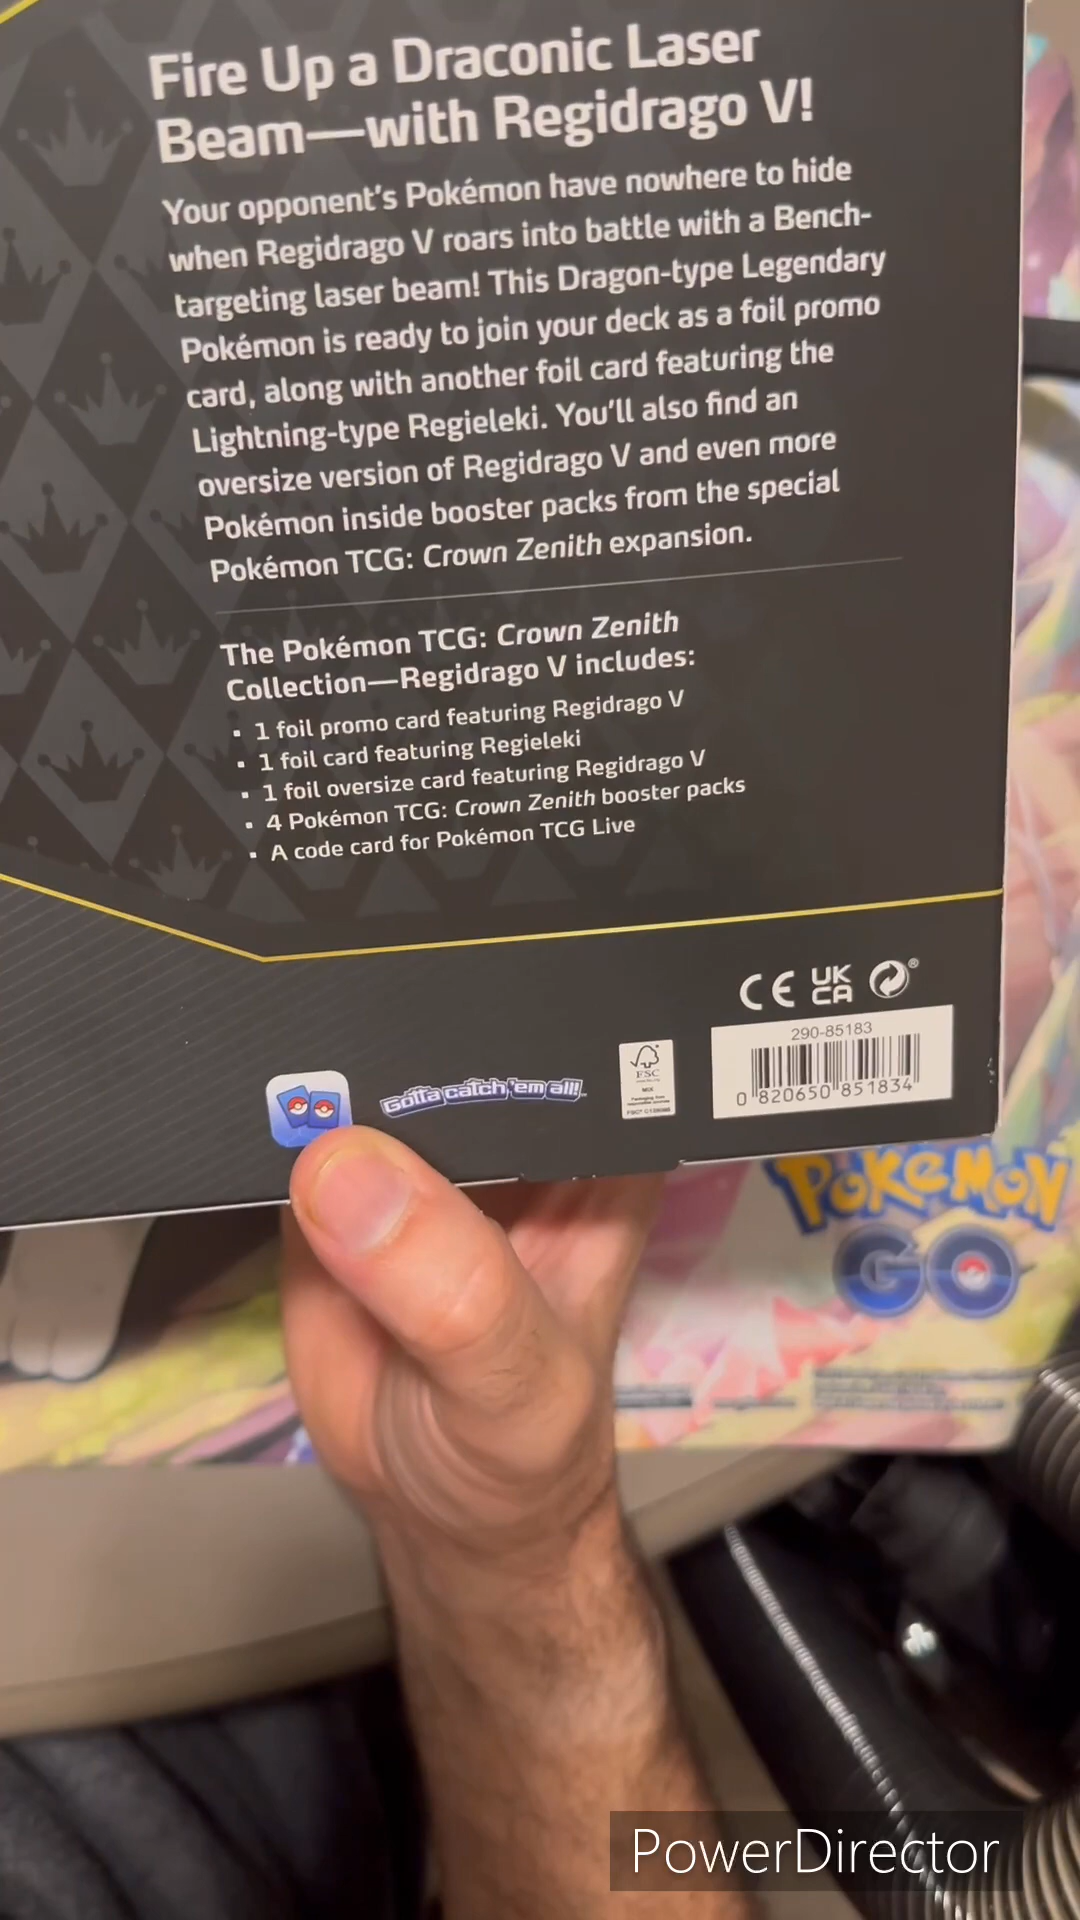 Fire Up a Draconic Laser
Beam—with Regidrago V!
Your opponent's Pokémon have nowhere to hide
when Regidrago V roars into battle with a Bench-
targeting laser beam! This Dragon-type Legendary
Pokémon is ready to join your deck as a foil promo
card, along with another foil card featuring the
Lightning-type Regieleki. You'll also find an
oversize version of Regidrago V and even more
Pokémon inside booster packs from the special
Pokémon TCG: Crown Zenith expansion.
The Pokémon TCG: Crown Zenith
Collection—Regidrago V includes:
▪ 1 foil promo card featuring Regidrago V
▪ 1 foil card featuring Regieleki
▪ 1 foil oversize card featuring Regidrago V
▪ 4 Pokémon TCG: Crown Zenith booster packs
▪ A code card for Pokémon TCG Live
CE UK CA ®
290-85183
0 820650 851834
FSC
MIX
Gotta catch 'em all!
POKéMON
GO
PowerDirector